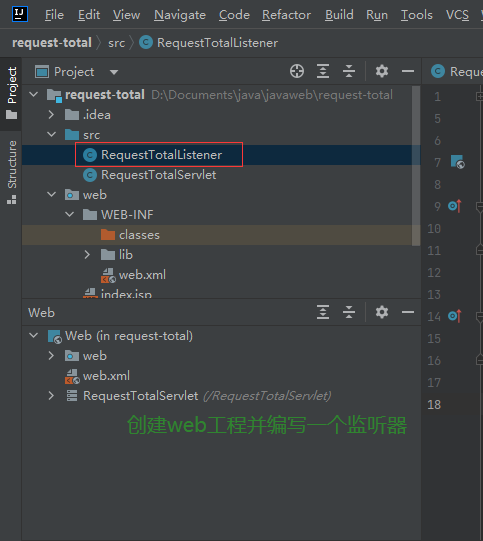 File Edit View Navigate Code Refactor Build Run Tools VCS
request-total src RequestTotalListener
Project
Structure
Project
request-total D:\Documents\java\javaweb\request-total
.idea
src
RequestTotalListener
RequestTotalServlet
web
WEB-INF
classes
lib
web.xml
index.jsp
Reque
1
5
6
7
8
9
10
11
12
13
14
15
16
17
18
Web
Web (in request-total)
web
web.xml
RequestTotalServlet (/RequestTotalServlet)
创建web工程并编写一个监听器